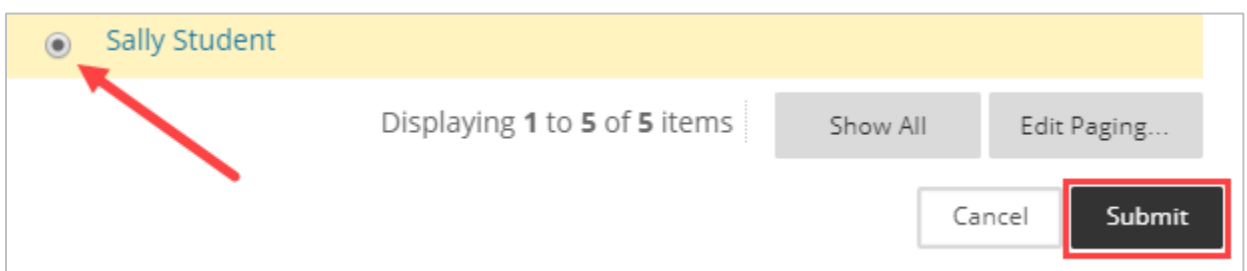 Sally Student
Displaying 1 to 5 of 5 items Show All Edit Paging...
Cancel Submit